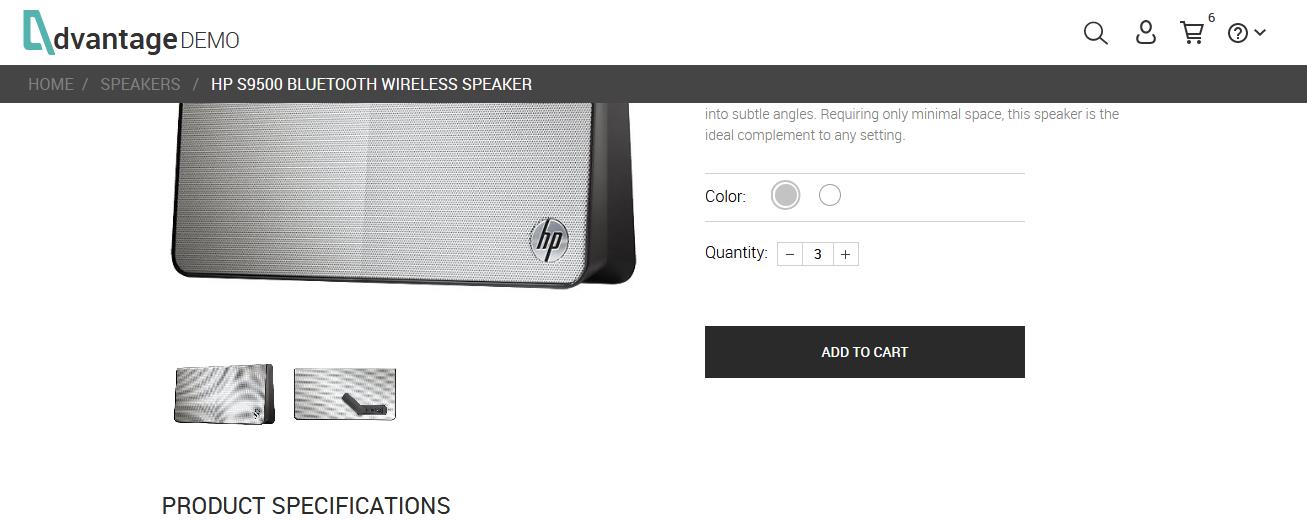 dvantage DEMO
6
HOME / SPEAKERS / HP S9500 BLUETOOTH WIRELESS SPEAKER
into subtle angles. Requiring only minimal space, this speaker is the
ideal complement to any setting.
Color:
hp
Quantity: − 3 +
ADD TO CART
PRODUCT SPECIFICATIONS